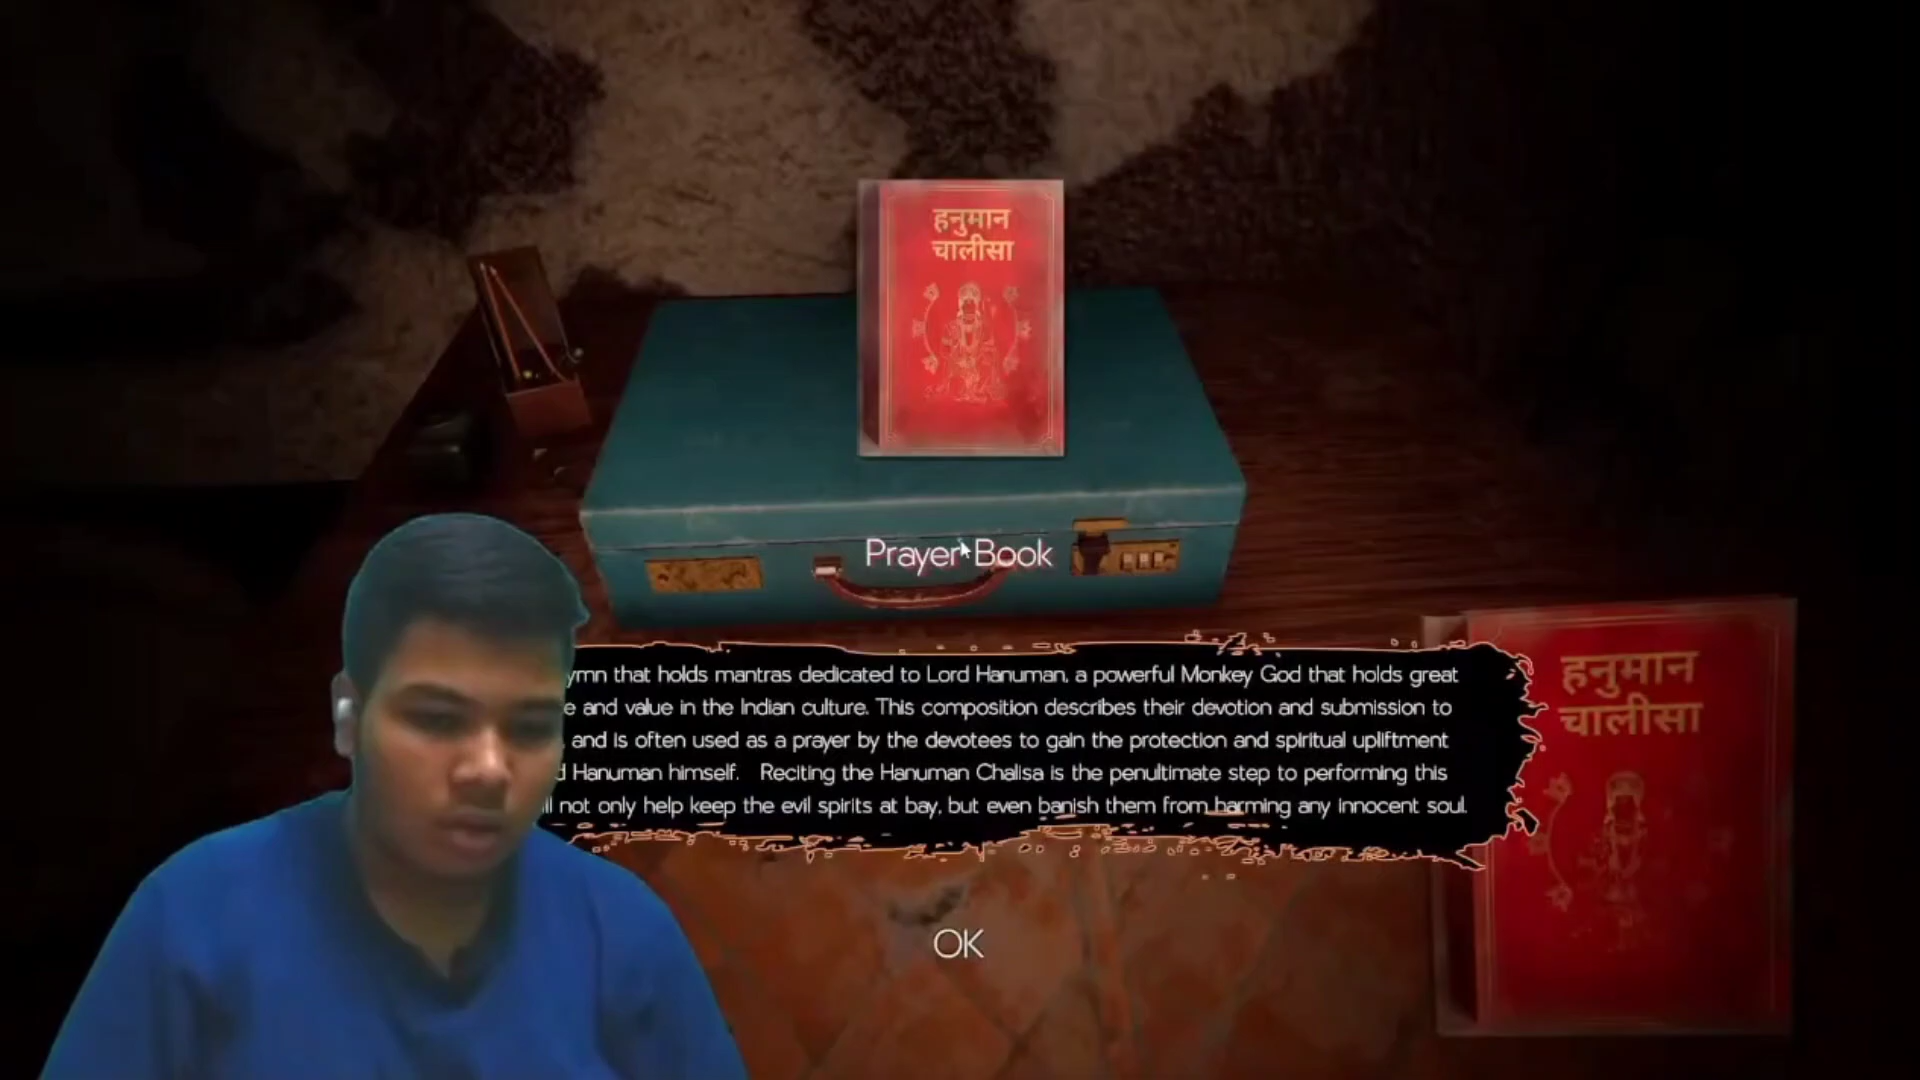 हनुमान
चालीसा
Prayer Book
that holds mantras dedicated to Lord Hanuman, a powerful Monkey God that holds great
and value in the Indian culture. This composition describes their devotion and submission to
, and is often used as a prayer by the devotees to gain the protection and spiritual upliftment
Hanuman himself. Reciting the Hanuman Chalisa is the penultimate step to performing this
not only help keep the evil spirits at bay, but even banish them from harming any innocent soul.
हनुमान
चालीसा
OK